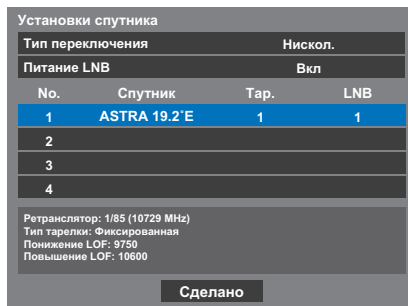 Установки спутника
Тип переключения Нискол.
Питание LNB Вкл
No. Спутник Тар. LNB
1 ASTRA 19.2˚E 1 1
2
3
4
Ретранслятор: 1/85 (10729 MHz)
Тип тарелки: Фиксированная
Понижение LOF: 9750
Повышение LOF: 10600
Сделано